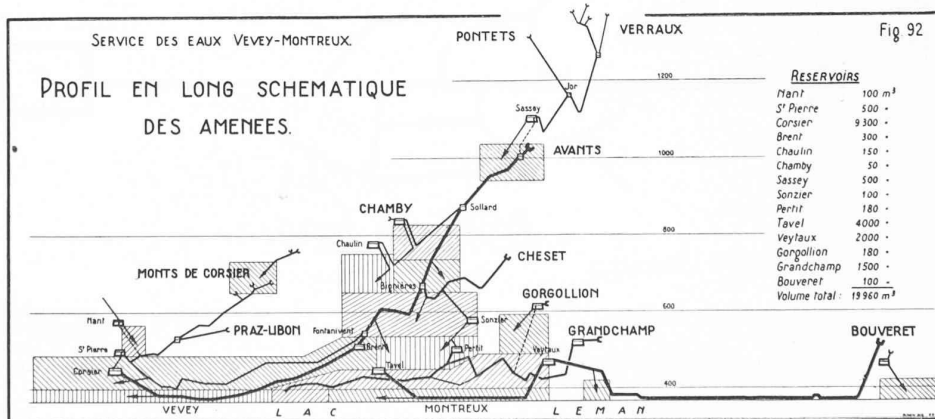 Service des eaux Vevey-Montreux.
Fig 92
PROFIL EN LONG SCHEMATIQUE
DES AMENEES.
PONTETS
VERRAUX
1200
Jor
Sassey
AVANTS
1000
Sollard
CHAMBY
800
Chaulin
CHESET
MONTS DE CORSIER
Bignières
GORGOLLION
600
Nant
PRAZ-LIBON
Fontanivent
Sonzier
GRANDCHAMP
BOUVERET
St Pierre
Brent
Pertit
Veytaux
Corsier
Tavel
400
VEVEY
LAC
MONTREUX
LEMAN
RESERVOIRS
Nant 100 m³
St Pierre 500 "
Corsier 9300 "
Brent 300 "
Chaulin 150 "
Chamby 50 "
Sassey 500 "
Sonzier 100 "
Pertit 180 "
Tavel 4000 "
Veytaux 2000 "
Gorgollion 180 "
Grandchamp 1500 "
Bouveret 100 "
Volume total: 19960 m³